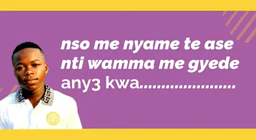 nso me nyame te ase
nti wamma me gyede
any3 kwa......................